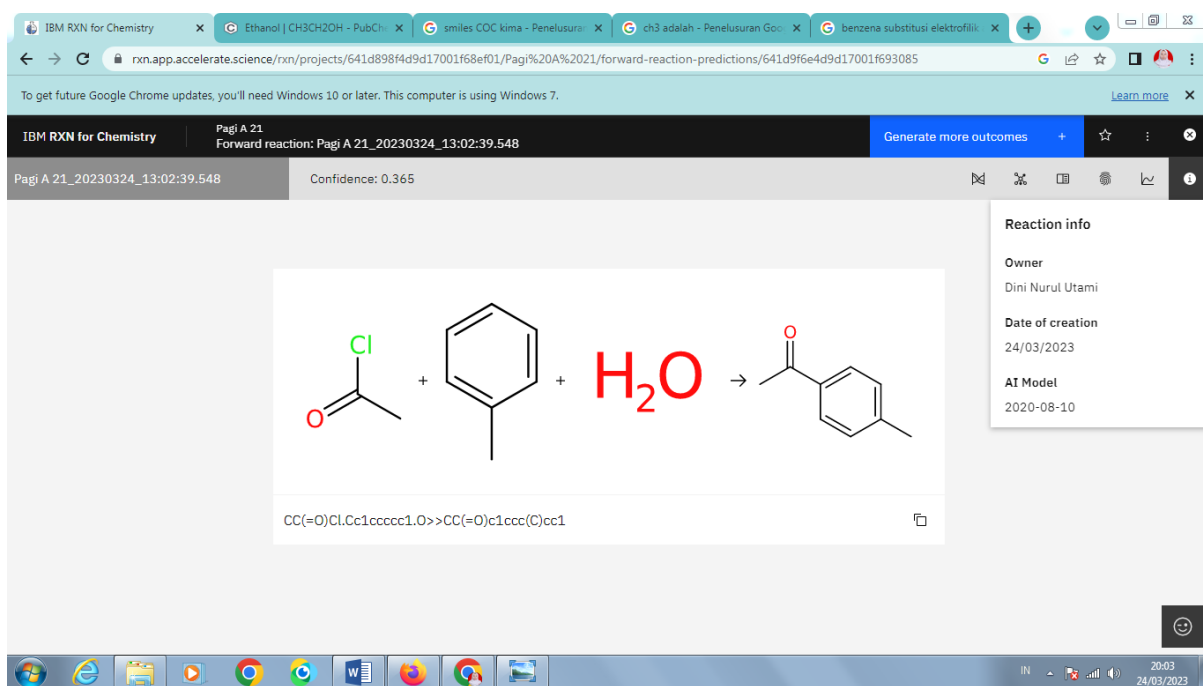 IBM RXN for Chemistry
Ethanol | CH3CH2OH - PubChe
smiles COC kima - Penelusuran
ch3 adalah - Penelusuran Goo
benzena substitusi elektrofilik
rxn.app.accelerate.science/rxn/projects/641d898f4d9d17001f68ef01/Pagi%20A%2021/forward-reaction-predictions/641d9f6e4d9d17001f693085
To get future Google Chrome updates, you'll need Windows 10 or later. This computer is using Windows 7.
Learn more
IBM RXN for Chemistry
Pagi A 21
Forward reaction: Pagi A 21_20230324_13:02:39.548
Generate more outcomes +
Pagi A 21_20230324_13:02:39.548
Confidence: 0.365
Reaction info
Owner
Dini Nurul Utami
Date of creation
24/03/2023
AI Model
2020-08-10
Cl
O
+
+
H₂O
→
O
CC(=O)Cl.Cc1ccccc1.O>>CC(=O)c1ccc(C)cc1
IN
20:03
24/03/2023